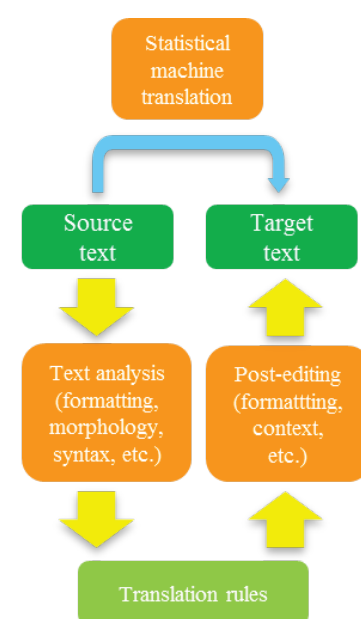 Statistical
machine
translation
Source
text
Target
text
Text analysis
(formatting,
morphology,
syntax, etc.)
Post-editing
(formattting,
context,
etc.)
Translation rules